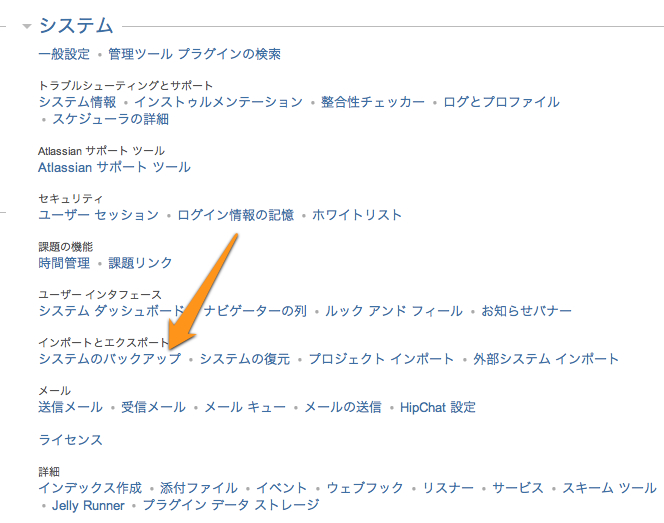 システム
一般設定 • 管理ツール プラグインの検索
トラブルシューティングとサポート
システム情報 • インストゥルメンテーション • 整合性チェッカー • ログとプロファイル
• スケジューラの詳細
Atlassian サポート ツール
Atlassian サポート ツール
セキュリティ
ユーザー セッション • ログイン情報の記憶 • ホワイトリスト
課題の機能
時間管理 • 課題リンク
ユーザー インタフェース
システム ダッシュボード ナビゲーターの列 • ルック アンド フィール • お知らせバナー
インポートとエクスポート
システムのバックアップ • システムの復元 • プロジェクト インポート • 外部システム インポート
メール
送信メール • 受信メール • メール キュー • メールの送信 • HipChat 設定
ライセンス
詳細
インデックス作成 • 添付ファイル • イベント • ウェブフック • リスナー • サービス • スキーム ツール
• Jelly Runner • プラグイン データ ストレージ